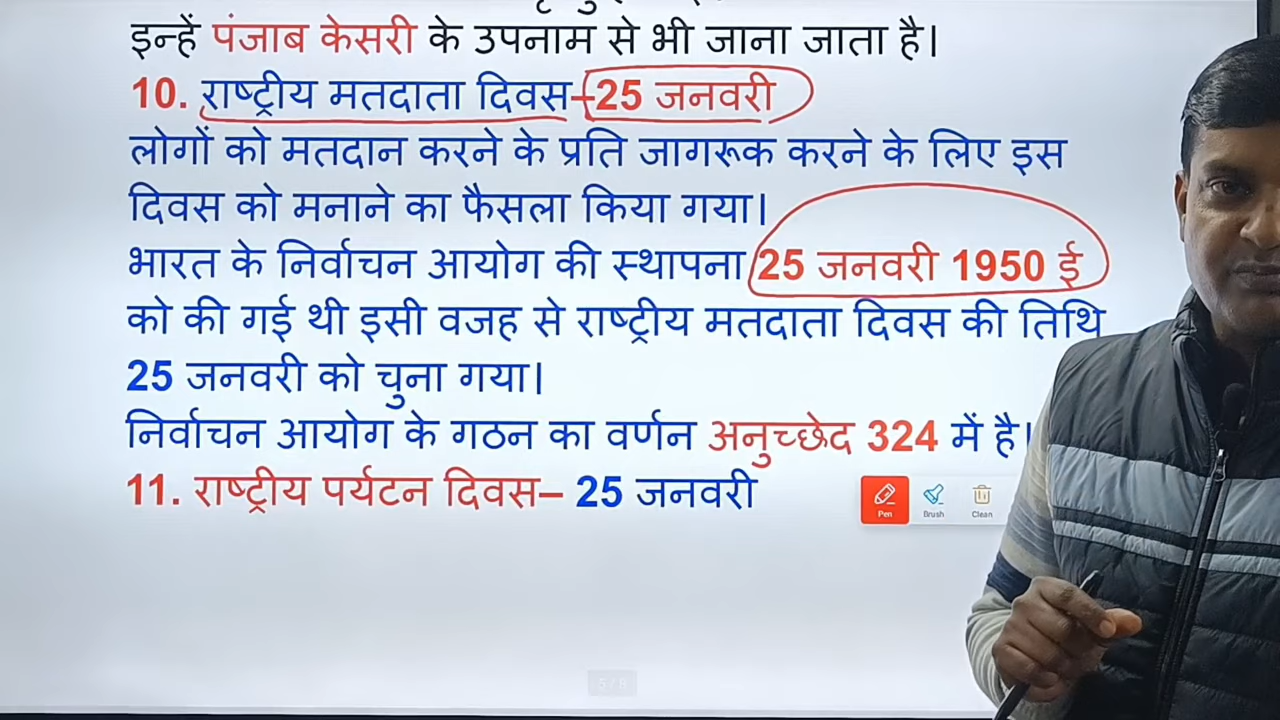 इन्हें पंजाब केसरी के उपनाम से भी जाना जाता है।
10. राष्ट्रीय मतदाता दिवस–25 जनवरी
लोगों को मतदान करने के प्रति जागरूक करने के लिए इस
दिवस को मनाने का फैसला किया गया।
भारत के निर्वाचन आयोग की स्थापना 25 जनवरी 1950 ई
को की गई थी इसी वजह से राष्ट्रीय मतदाता दिवस की तिथि
25 जनवरी को चुना गया।
निर्वाचन आयोग के गठन का वर्णन अनुच्छेद 324 में है।
11. राष्ट्रीय पर्यटन दिवस– 25 जनवरी
Pen Brush Clean
5 / 8